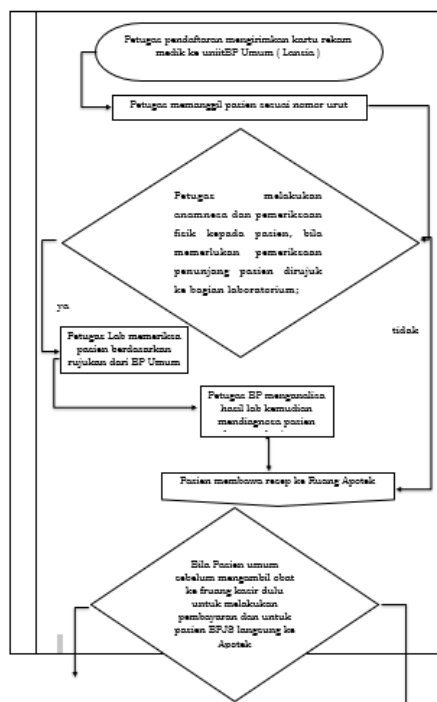 Petugas pendaftaran mengirimkan kartu rekam
medik ke uniitBP Umum ( Lansia )
Petugas memanggil pasien sesuai nomor urut
Petugas melakukan
anamnesa dan pemeriksaan
fisik kepada pasien, bila
memerlukan pemeriksaan
penunjang pasien dirujuk
ke bagian laboratorium;
ya
tidak
Petugas Lab memeriksa
pasien berdasarkan
rujukan dari BP Umum
Petugas BP menganalisa
hasil lab kemudian
mendiagnosa pasien
Pasien membawa recep ke Ruang Apotek
Bila Pasien umum
sebelum mengambil obat
ke fruang kasir dulu
untuk melakukan
pembayaran dan untuk
pasien BPJS langsung ke
Apotek